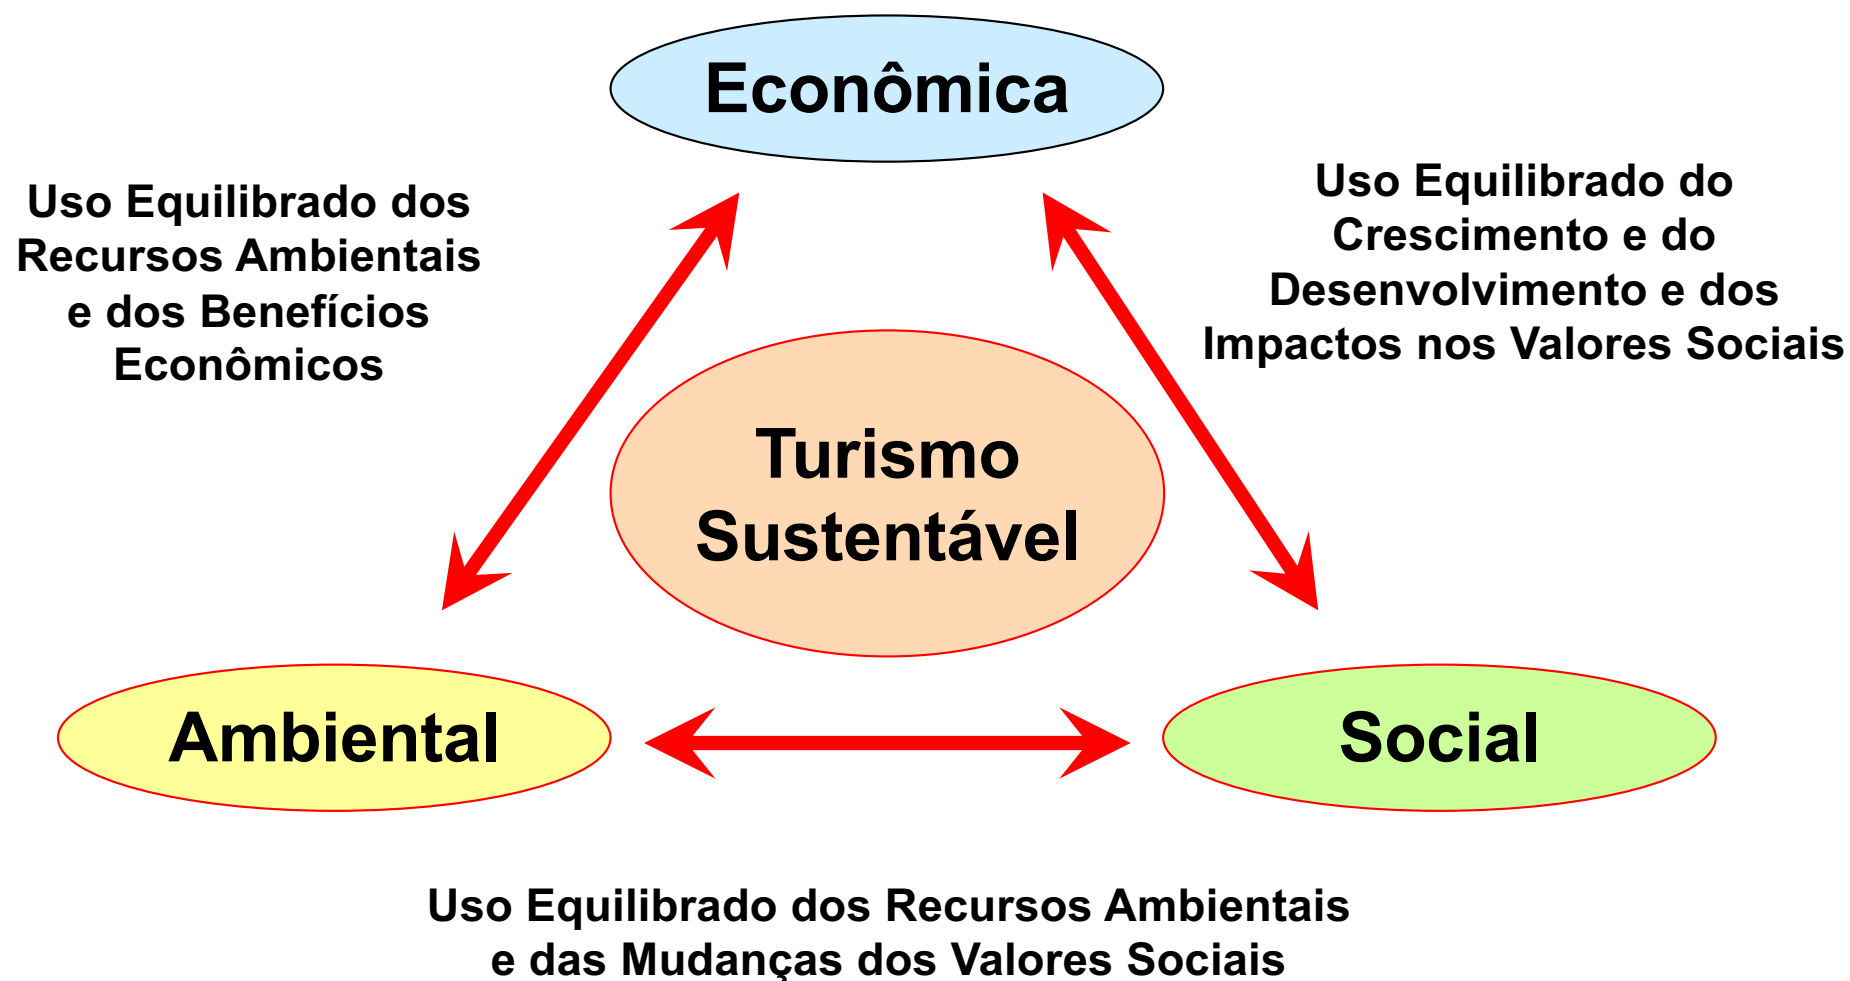 Econômica
Uso Equilibrado dos
Recursos Ambientais
e dos Benefícios
Econômicos
Uso Equilibrado do
Crescimento e do
Desenvolvimento e dos
Impactos nos Valores Sociais
Turismo
Sustentável
Ambiental
Social
Uso Equilibrado dos Recursos Ambientais
e das Mudanças dos Valores Sociais